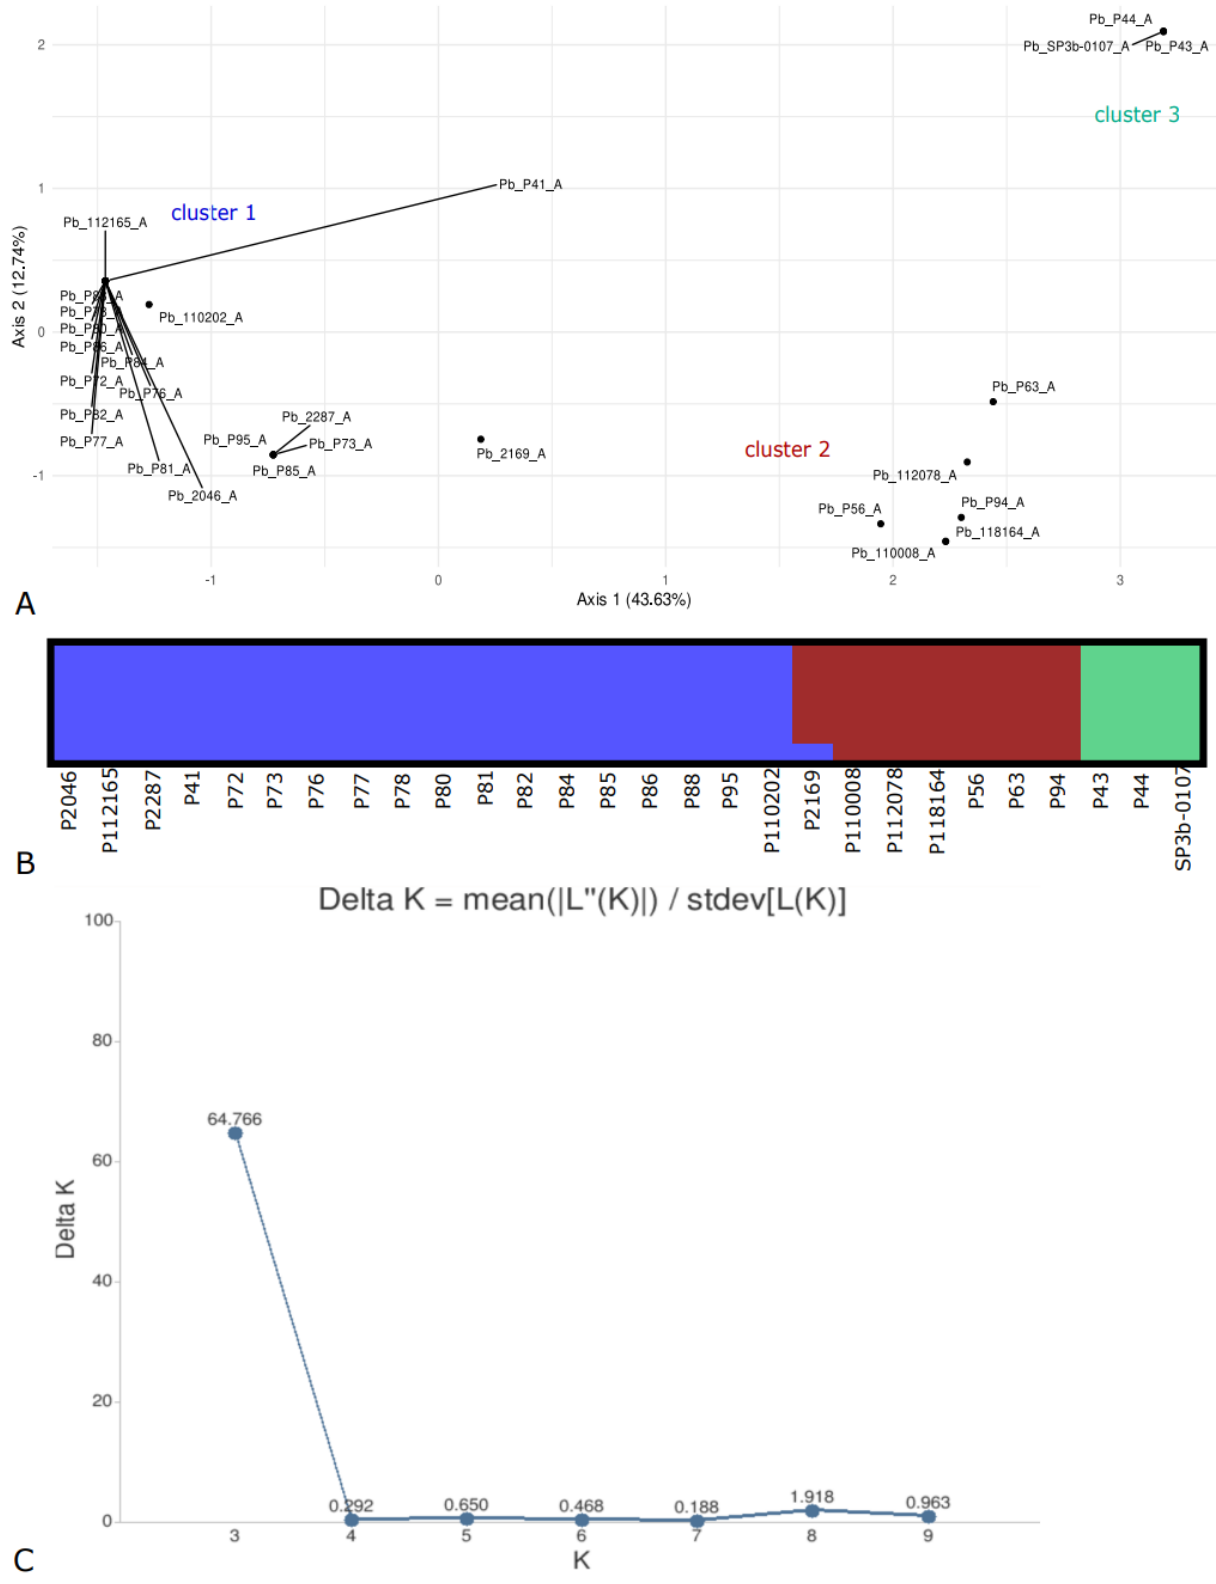 Pb_P44_A
Pb_SP3b-0107_A Pb_P43_A
2
cluster 3
Pb_P41_A
1
cluster 1
Pb_112165_A
Axis 2 (12.74%)
Pb_110202_A
0
Pb_P86_A
Pb_P84_A
Pb_P72_A
Pb_P76_A
Pb_P63_A
Pb_P82_A
Pb_2287_A
Pb_P77_A
Pb_P95_A
Pb_P73_A
Pb_2169_A
cluster 2
Pb_P81_A
Pb_P85_A
-1
Pb_112078_A
Pb_2046_A
Pb_P56_A
Pb_P94_A
Pb_118164_A
Pb_110008_A
-1 0 1 2 3
Axis 1 (43.63%)
A
P2046
P112165
P2287
P41
P72
P73
P76
P77
P78
P80
P81
P82
P84
P85
P86
P88
P95
P110202
P2169
P110008
P112078
P118164
P56
P63
P94
P43
P44
SP3b-0107
B
Delta K = mean(|L"(K)|) / stdev[L(K)]
100
80
64.766
60
Delta K
40
20
0.292 0.650 0.468 0.188 1.918 0.963
0
3 4 5 6 7 8 9
K
C